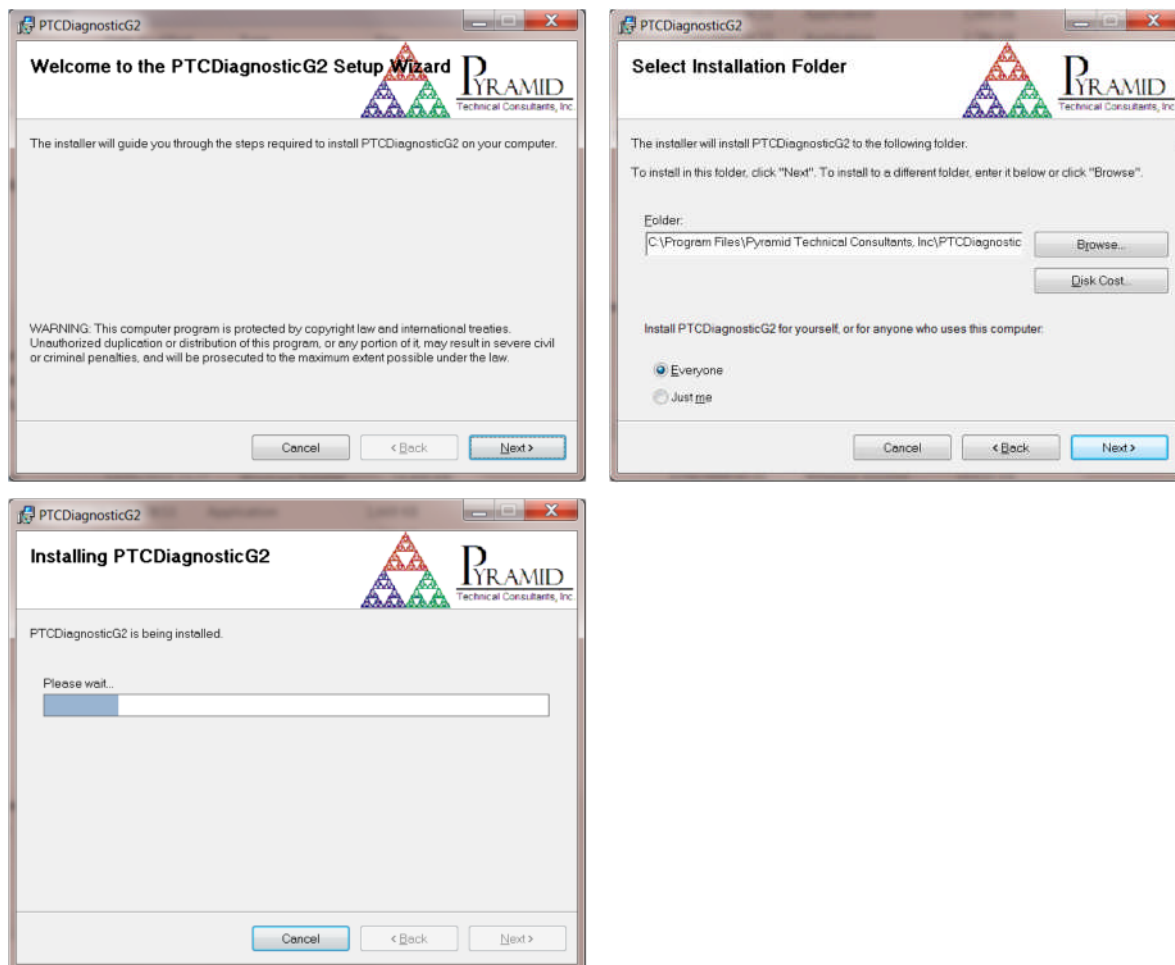 PTCDiagnosticG2
Welcome to the PTCDiagnosticG2 Setup Wizard
PYRAMID
Technical Consultants, Inc.
The installer will guide you through the steps required to install PTCDiagnosticG2 on your computer.
WARNING: This computer program is protected by copyright law and international treaties.
Unauthorized duplication or distribution of this program, or any portion of it, may result in severe civil
or criminal penalties, and will be prosecuted to the maximum extent possible under the law.
Cancel
< Back
Next >
PTCDiagnosticG2
Select Installation Folder
PYRAMID
Technical Consultants, Inc
The installer will install PTCDiagnosticG2 to the following folder.
To install in this folder, click "Next". To install to a different folder, enter it below or click "Browse".
Folder:
C:\Program Files\Pyramid Technical Consultants, Inc\PTCDiagnostic
Browse...
Disk Cost...
Install PTCDiagnosticG2 for yourself, or for anyone who uses this computer:
Everyone
Just me
Cancel
< Back
Next >
PTCDiagnosticG2
Installing PTCDiagnosticG2
PYRAMID
Technical Consultants, Inc.
PTCDiagnosticG2 is being installed.
Please wait...
Cancel
< Back
Next >